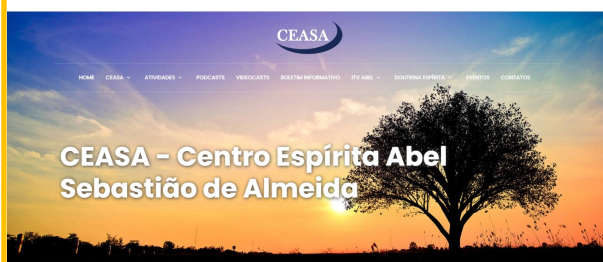 CEASA
HOME CEASA ATIVIDADES PODCASTS VIDEOCASTS BOLETIM INFORMATIVO ITV ABEL DOUTRINA ESPÍRITA EVENTOS CONTATOS
CEASA - Centro Espírita Abel
Sebastião de Almeida